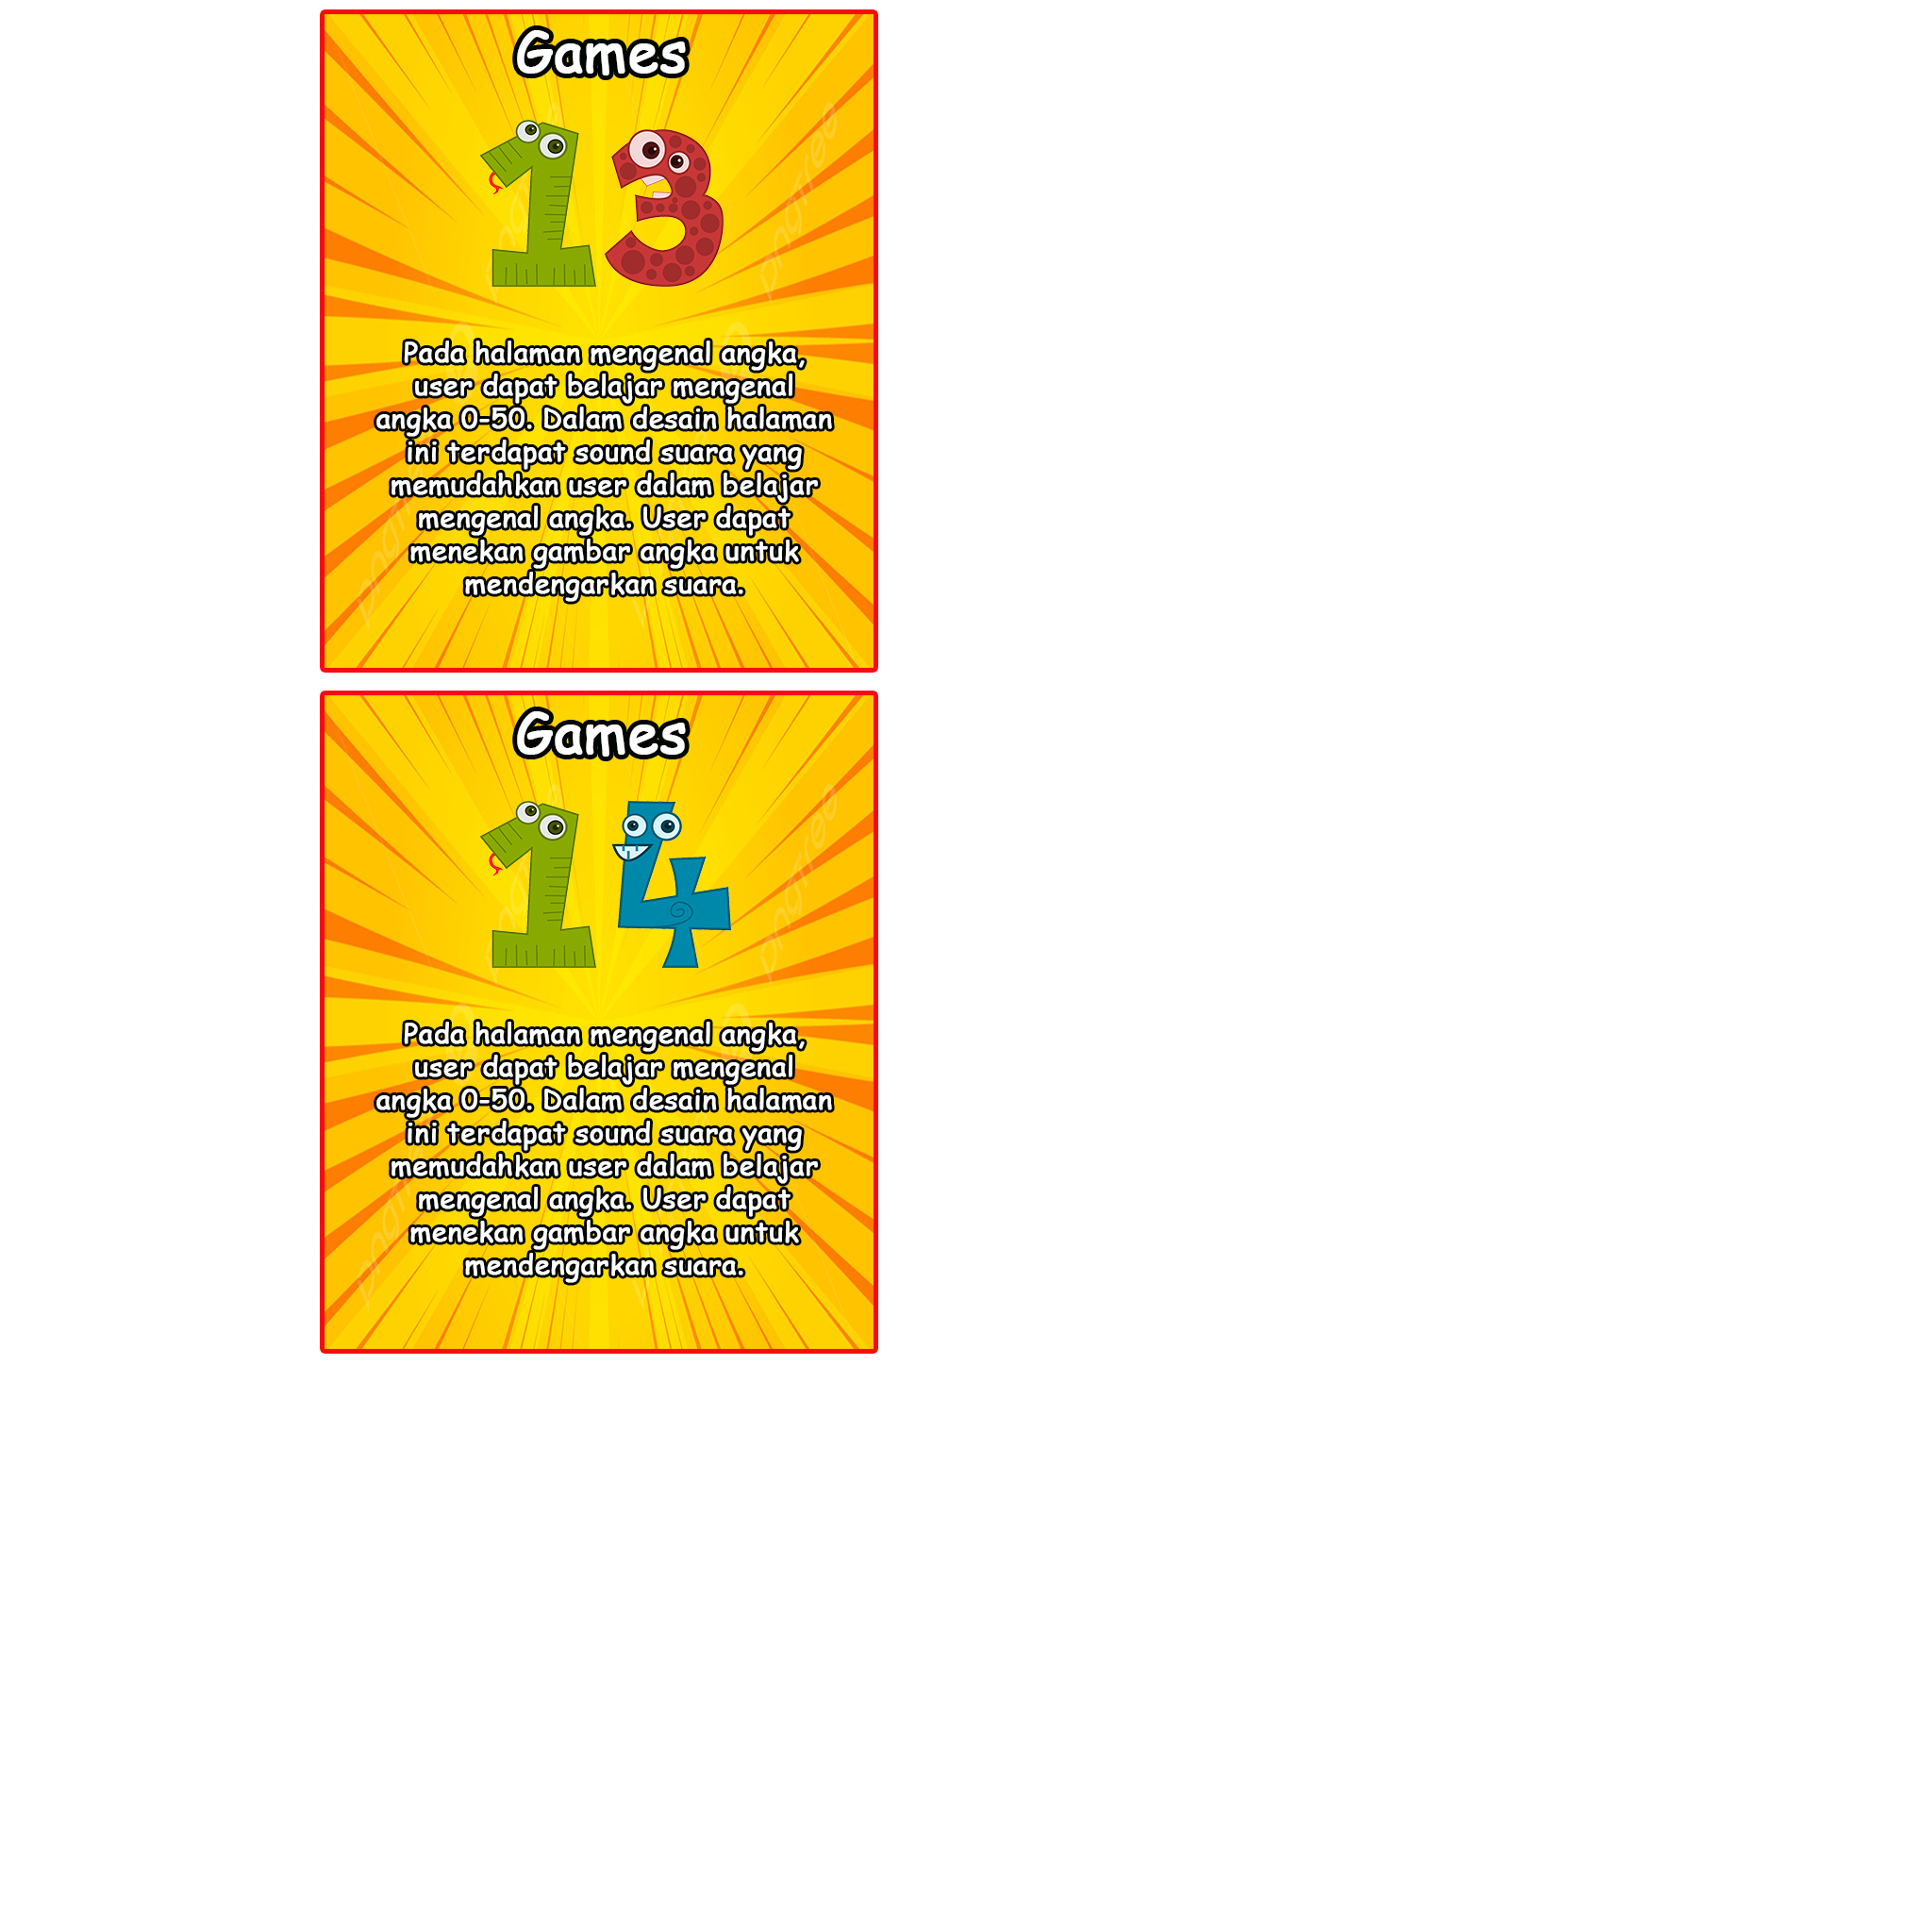 Games
13
Pada halaman mengenal angka,
user dapat belajar mengenal
angka 0-50. Dalam desain halaman
ini terdapat sound suara yang
memudahkan user dalam belajar
mengenal angka. User dapat
menekan gambar angka untuk
mendengarkan suara.
Games
14
Pada halaman mengenal angka,
user dapat belajar mengenal
angka 0-50. Dalam desain halaman
ini terdapat sound suara yang
memudahkan user dalam belajar
mengenal angka. User dapat
menekan gambar angka untuk
mendengarkan suara.